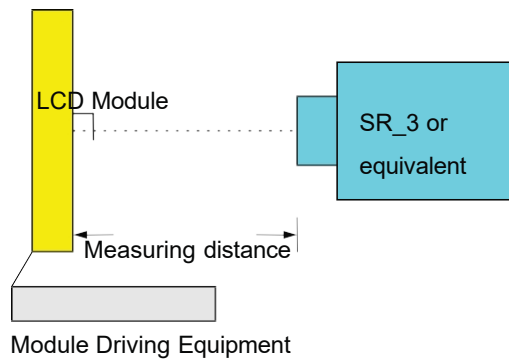 LCD Module
SR_3 or
equivalent
Measuring distance
Module Driving Equipment